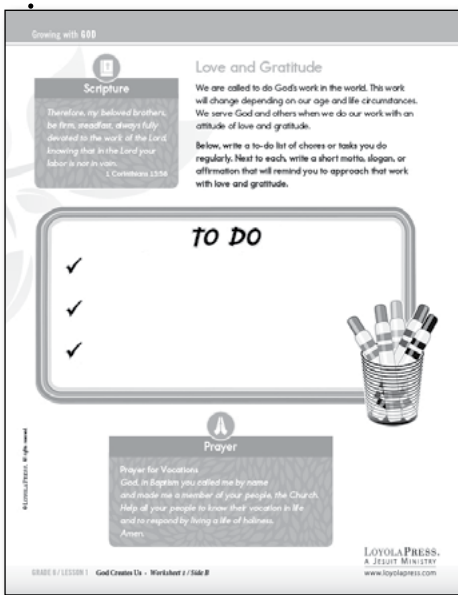 Growing with GOD
Scripture
Therefore, my beloved brothers,
be firm, steadfast, always fully
devoted to the work of the Lord,
knowing that in the Lord your
labor is not in vain.
1 Corinthians 15:58
Love and Gratitude
We are called to do God's work in the world. This work
will change depending on our age and life circumstances.
We serve God and others when we do our work with an
attitude of love and gratitude.
Below, write a to-do list of chores or tasks you do
regularly. Next to each, write a short motto, slogan, or
affirmation that will remind you to approach that work
with love and gratitude.
TO DO
Prayer
Prayer for Vocations
God, in Baptism you called me by name
and made me a member of your people, the Church.
Help all your people to know their vocation in life
and to respond by living a life of holiness.
Amen.
© LOYOLA PRESS. All rights reserved
LOYOLA PRESS.
A JESUIT MINISTRY
GRADE 6 / LESSON 1 God Creates Us - Worksheet 1 / Side B
www.loyolapress.com